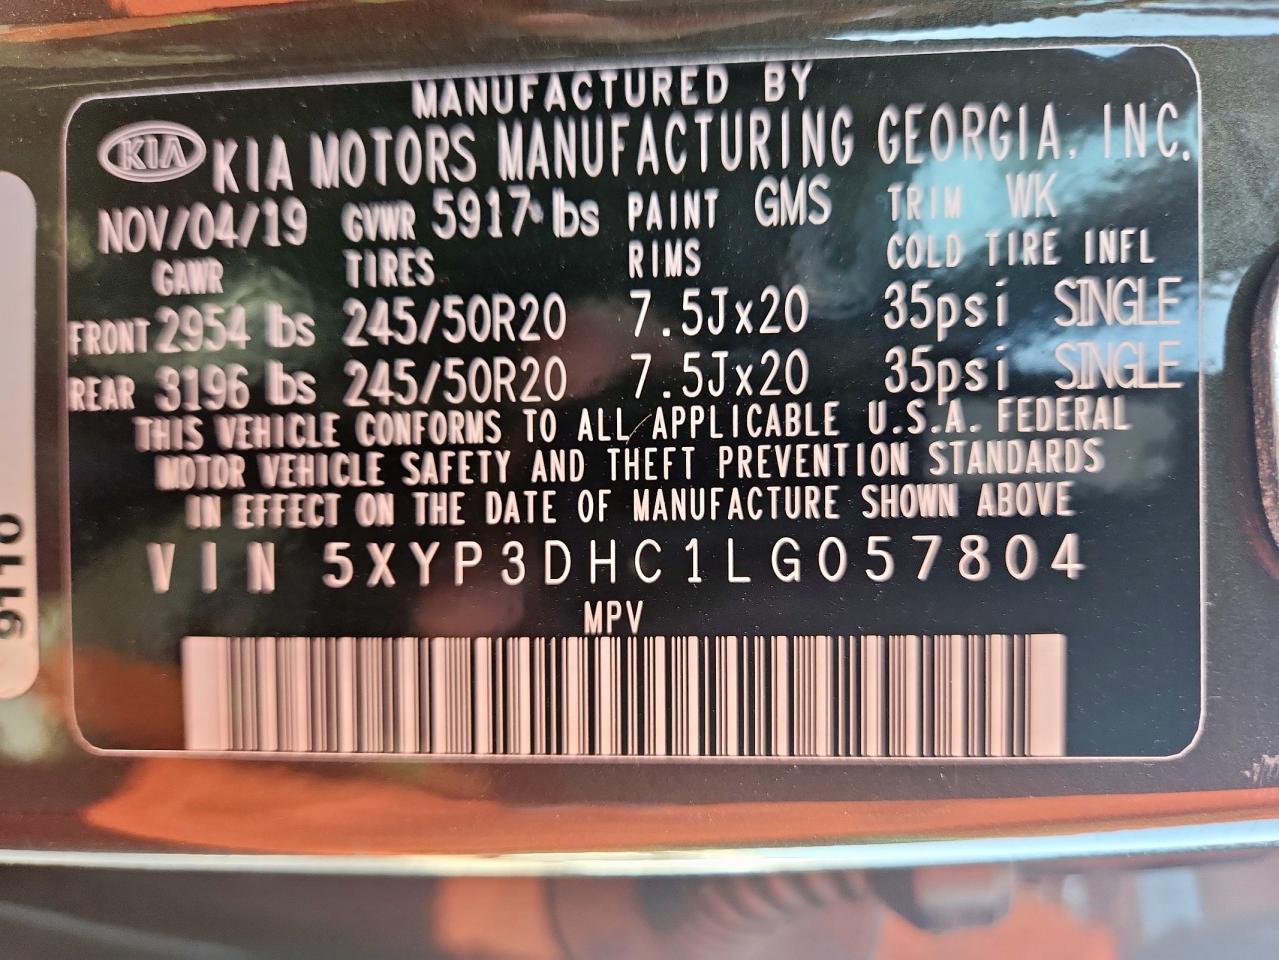 MANUFACTURED BY
KIA KIA MOTORS MANUFACTURING GEORGIA, INC.
NOV/04/19 GVWR 5917 lbs PAINT GMS TRIM WK
GAWR TIRES RIMS COLD TIRE INFL
FRONT 2954 lbs 245/50R20 7.5Jx20 35psi SINGLE
REAR 3196 lbs 245/50R20 7.5Jx20 35psi SINGLE
THIS VEHICLE CONFORMS TO ALL APPLICABLE U.S.A. FEDERAL
MOTOR VEHICLE SAFETY AND THEFT PREVENTION STANDARDS
IN EFFECT ON THE DATE OF MANUFACTURE SHOWN ABOVE
VIN 5XYP3DHC1LG057804
MPV